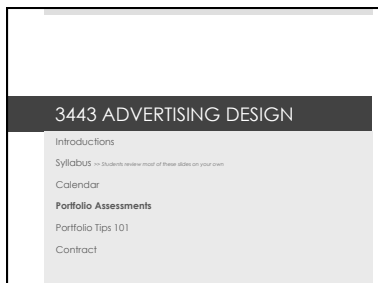 3443 ADVERTISING DESIGN
Introductions
Syllabus >> Students review most of these slides on your own
Calendar
Portfolio Assessments
Portfolio Tips 101
Contract